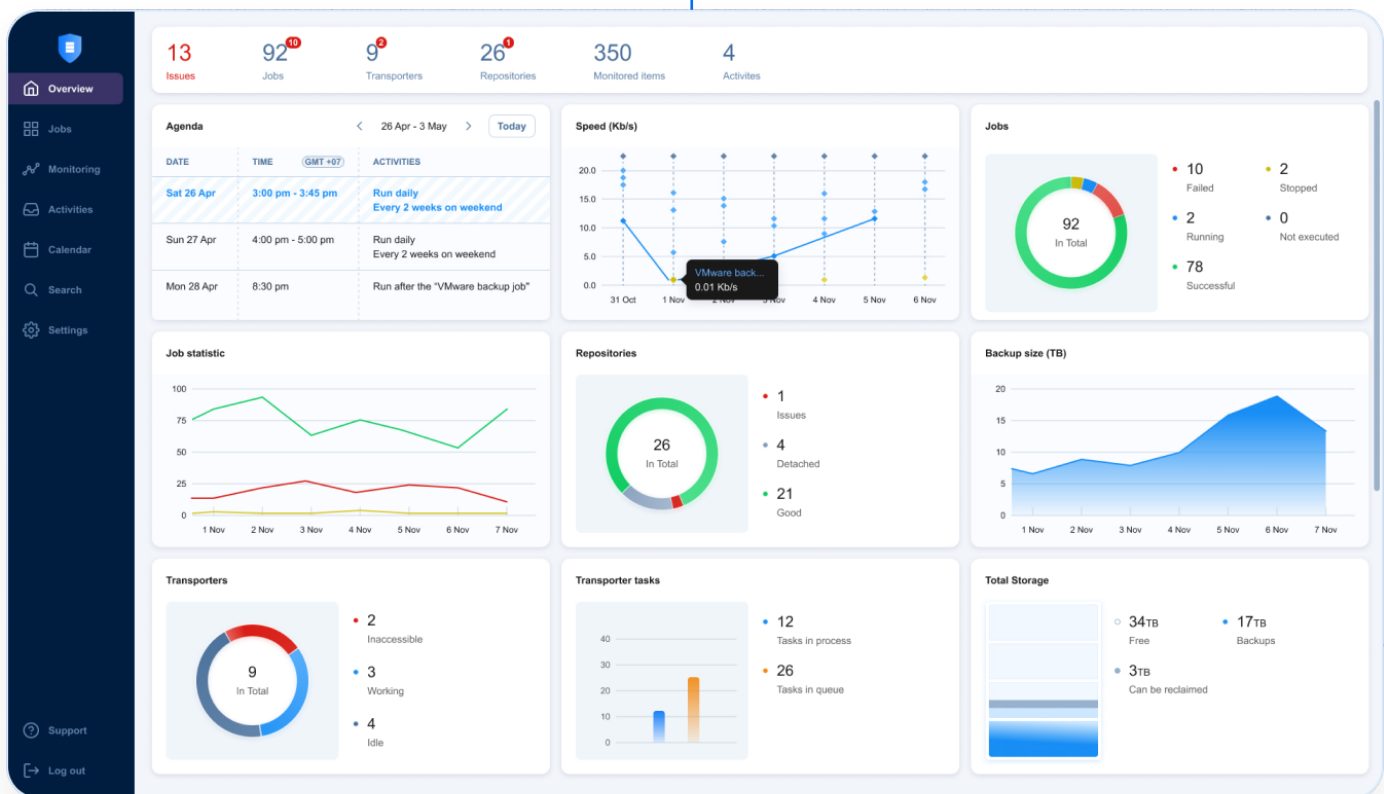 13
Issues
92 10
Jobs
9 2
Transporters
26 1
Repositories
350
Monitored items
4
Activites
Overview
Jobs
Monitoring
Activities
Calendar
Search
Settings
Support
Log out
Agenda
26 Apr - 3 May
Today
DATE TIME GMT +07 ACTIVITIES
Sat 26 Apr 3:00 pm - 3:45 pm Run daily
Every 2 weeks on weekend
Sun 27 Apr 4:00 pm - 5:00 pm Run daily
Every 2 weeks on weekend
Mon 28 Apr 8:30 pm Run after the "VMware backup job"
Speed (Kb/s)
20.0
15.0
10.0
5.0
0.0
VMware back...
0.01 Kb/s
31 Oct 1 Nov 2 Nov 3 Nov 4 Nov 5 Nov 6 Nov
Jobs
92
In Total
10
Failed
2
Stopped
2
Running
0
Not executed
78
Successful
Job statistic
100
75
50
25
0
1 Nov 2 Nov 3 Nov 4 Nov 5 Nov 6 Nov 7 Nov
Repositories
26
In Total
1
Issues
4
Detached
21
Good
Backup size (TB)
20
15
10
5
0
1 Nov 2 Nov 3 Nov 4 Nov 5 Nov 6 Nov 7 Nov
Transporters
9
In Total
2
Inaccessible
3
Working
4
Idle
Transporter tasks
40
30
20
10
0
12
Tasks in process
26
Tasks in queue
Total Storage
34TB
Free
17TB
Backups
3TB
Can be reclaimed